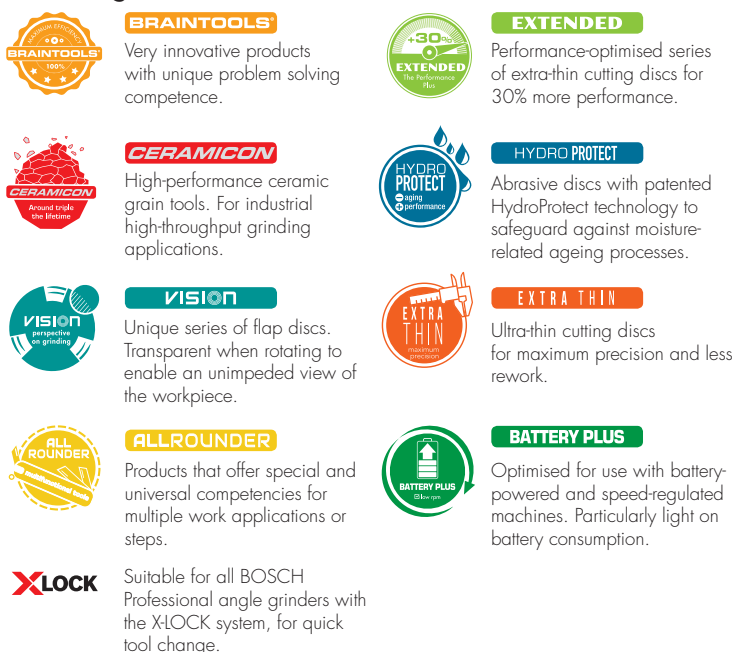 MAXIMUM EFFICIENCY
BRAINTOOLS®
100%
BRAINTOOLS®
Very innovative products
with unique problem solving
competence.
CERAMICON
Around triple
the lifetime
CERAMICON
High-performance ceramic
grain tools. For industrial
high-throughput grinding
applications.
VISION
perspective
on grinding
VISION
Unique series of flap discs.
Transparent when rotating to
enable an unimpeded view of
the workpiece.
ALL
ROUNDER
ALLROUNDER
Products that offer special and
universal competencies for
multiple work applications or
steps.
XLOCK
Suitable for all BOSCH
Professional angle grinders with
the X-LOCK system, for quick
tool change.
+30%
EXTENDED
The Performance
Plus
EXTENDED
Performance-optimised series
of extra-thin cutting discs for
30% more performance.
HYDRO
PROTECT
aging
performance
HYDRO PROTECT
Abrasive discs with patented
HydroProtect technology to
safeguard against moisture-
related ageing processes.
EXTRA
THIN
maximum
precision
EXTRA THIN
Ultra-thin cutting discs
for maximum precision and less
rework.
BATTERY PLUS
low rpm
BATTERY PLUS
Optimised for use with battery-
powered and speed-regulated
machines. Particularly light on
battery consumption.